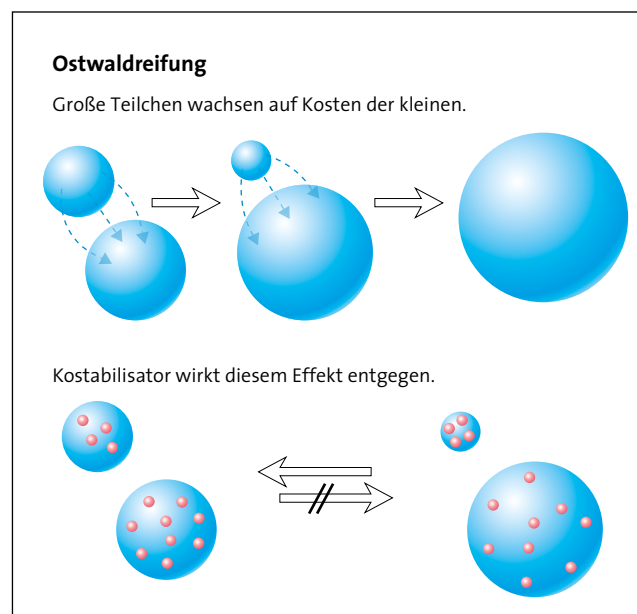 Ostwaldreifung
Große Teilchen wachsen auf Kosten der kleinen.
Kostabilisator wirkt diesem Effekt entgegen.